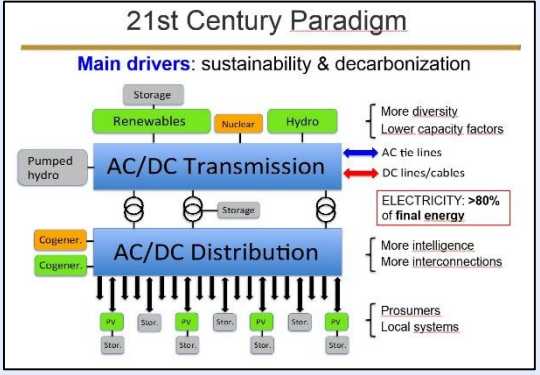 21st Century Paradigm
Main drivers: sustainability & decarbonization
Storage
Renewables
Nuclear
Hydro
More diversity
Lower capacity factors
Pumped
hydro
AC/DC Transmission
AC tie lines
DC lines/cables
Storage
ELECTRICITY: >80%
of final energy
Cogener.
Cogener.
AC/DC Distribution
More intelligence
More interconnections
PV
Stor.
PV
Stor.
PV
Stor.
PV
Stor.
Stor.
Stor.
Stor.
Prosumers
Local systems